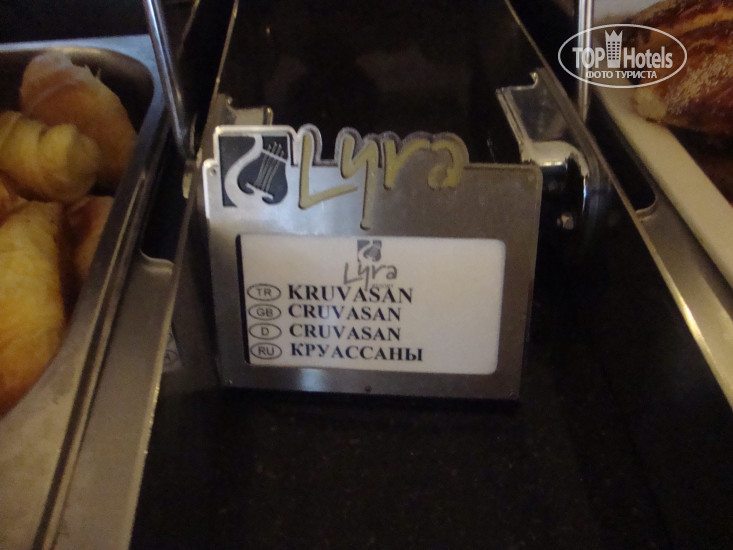 TOP Hotels
ФОТО ТУРИСТА
Lyra
Lyra
TR KRUVASAN
GB CRUVASAN
D CRUVASAN
RU КРУАССАНЫ